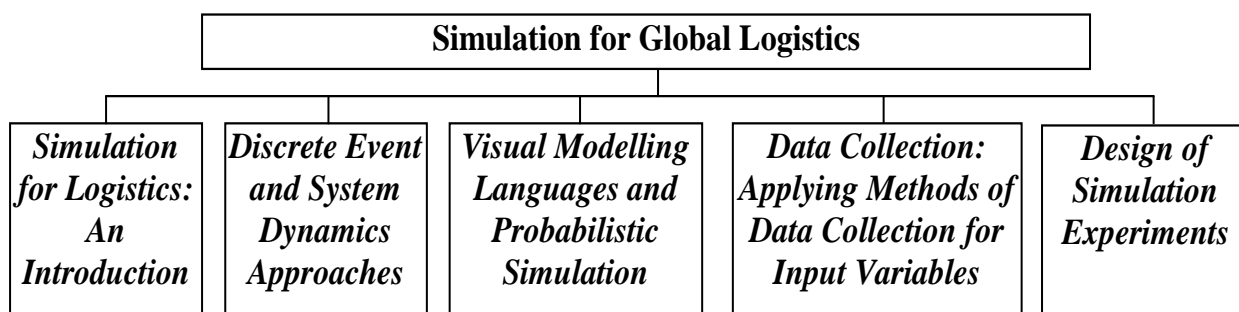 Simulation for Global Logistics
Simulation
for Logistics:
An
Introduction
Discrete Event
and System
Dynamics
Approaches
Visual Modelling
Languages and
Probabilistic
Simulation
Data Collection:
Applying Methods of
Data Collection for
Input Variables
Design of
Simulation
Experiments